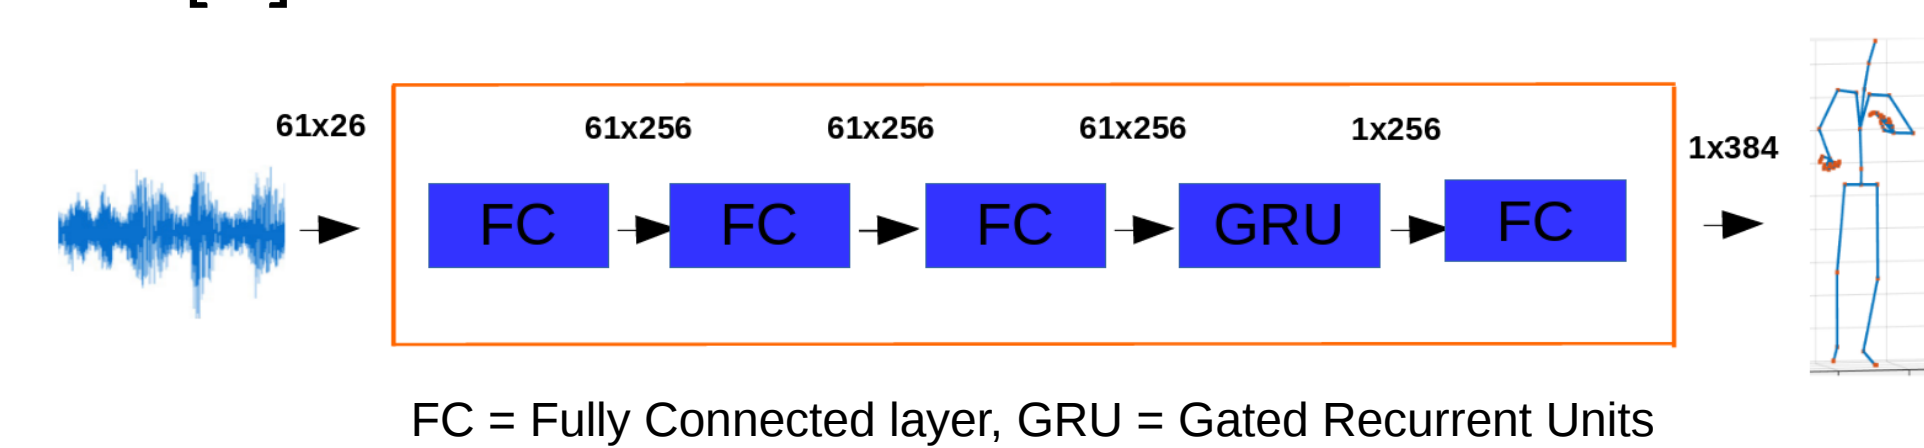 61x26
61x256
61x256
61x256
1x256
1x384
FC
FC
FC
GRU
FC
FC = Fully Connected layer, GRU = Gated Recurrent Units